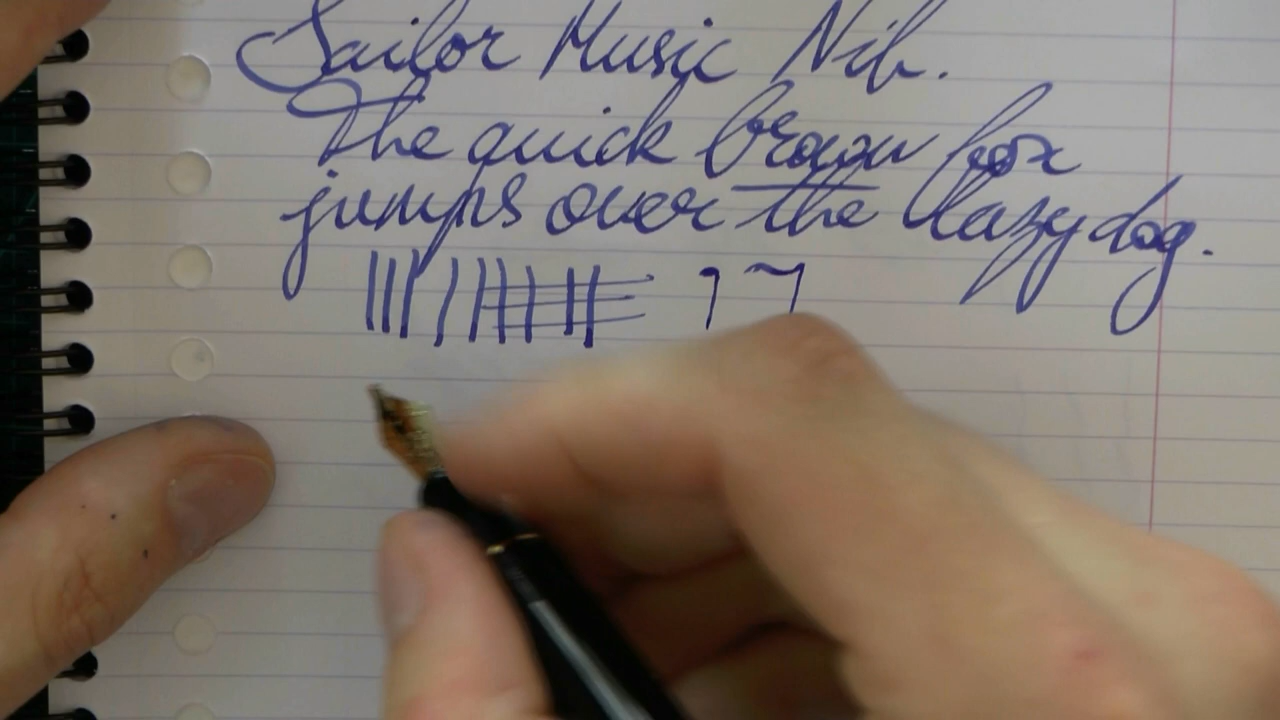 Sailor Music Nib.
The quick brown fox
jumps over the lazy dog.